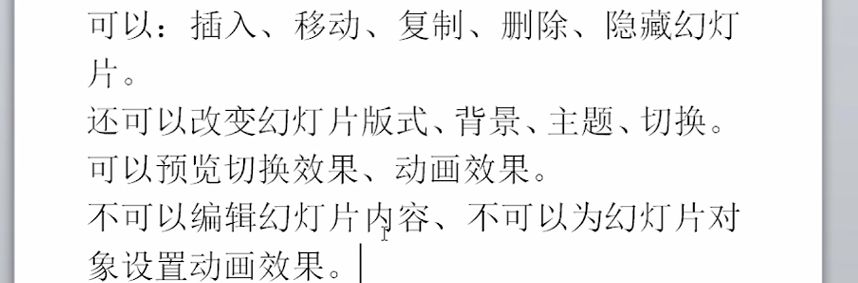 可以：插入、移动、复制、删除、隐藏幻灯
片。
还可以改变幻灯片版式、背景、主题、切换。
可以预览切换效果、动画效果。
不可以编辑幻灯片内容、不可以为幻灯片对
象设置动画效果。